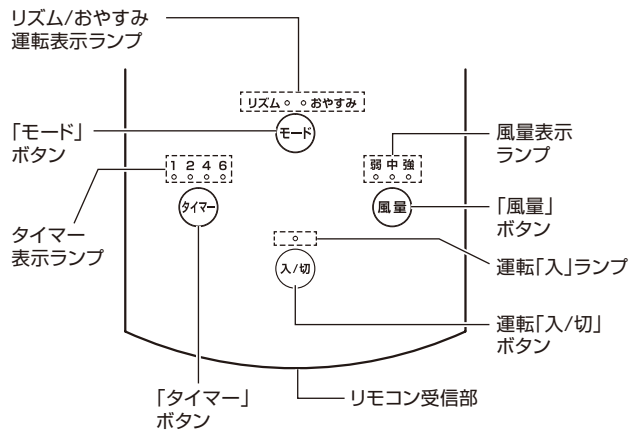 リズム/おやすみ
運転表示ランプ
リズム おやすみ
「モード」
ボタン
モード
風量表示
ランプ
1 2 4 6
弱 中 強
タイマー
風量
「風量」
ボタン
タイマー
表示ランプ
入/切
運転「入」ランプ
運転「入/切」
ボタン
「タイマー」
ボタン
リモコン受信部